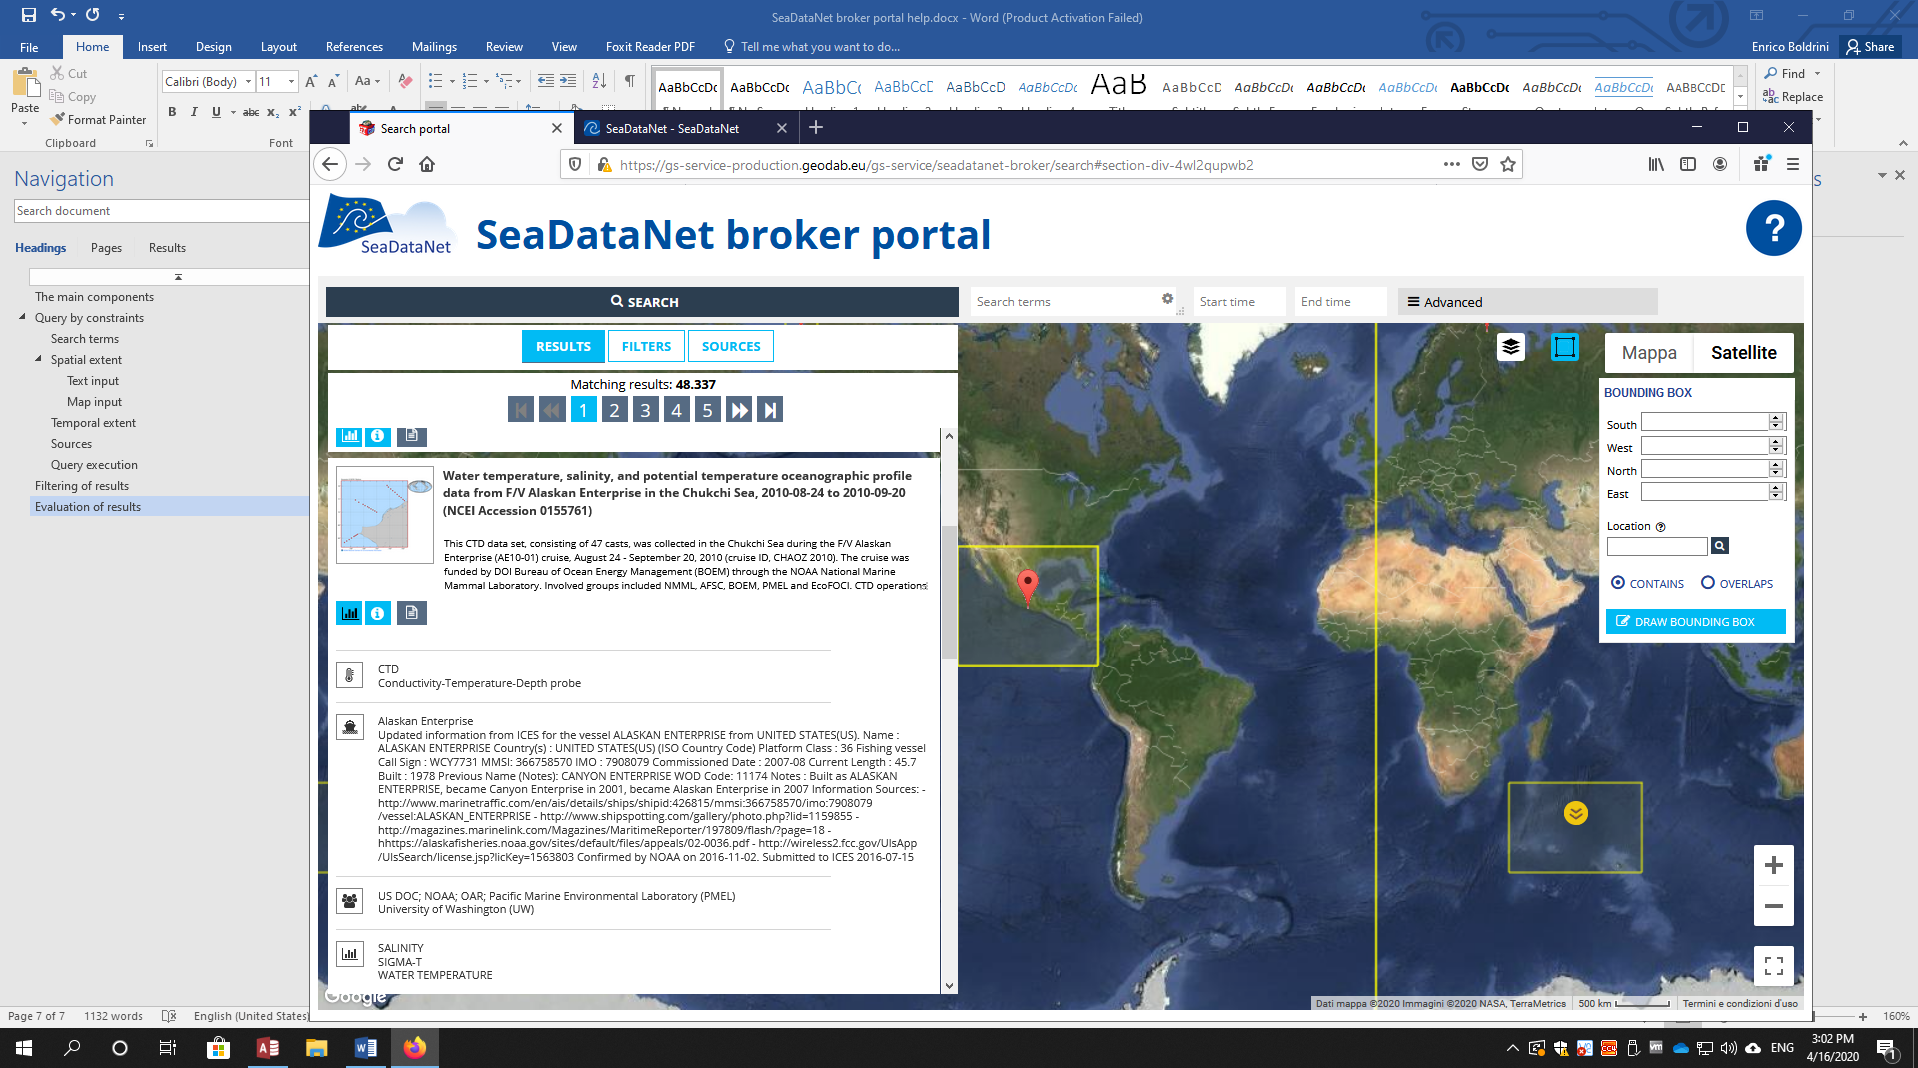 SeaDataNet broker portal help.docx - Word (Product Activation Failed)
File Home Insert Design Layout References Mailings Review View Foxit Reader PDF Tell me what you want to do... Enrico Boldrini Share
Paste
Cut
Copy
Format Painter
Clipboard
Calibri (Body) 11
Aa
B I U abc x₂ x²
Font
AaBbCcDc AaBbCcDc AaBbCc AaBbCcE AaBbCcD AaBbCcDc AaB AaBbCcD AaBbCcDc AaBbCcDc AaBbCcDc AaBbCcDc AaBbCcDc AaBbCcDc AaBbCcDc
Find
Replace
Navigation
Search document
Headings Pages Results
The main components
Query by constraints
Search terms
Spatial extent
Text input
Map input
Temporal extent
Sources
Query execution
Filtering of results
Evaluation of results
Search portal
SeaDataNet - SeaDataNet
https://gs-service-production.geodab.eu/gs-service/seadatanet-broker/search#section-div-4wl2qupwb2
SeaDataNet
SeaDataNet broker portal
?
SEARCH
Search terms
Start time
End time
Advanced
RESULTS FILTERS SOURCES
Matching results: 48.337
1 2 3 4 5
Water temperature, salinity, and potential temperature oceanographic profile
data from F/V Alaskan Enterprise in the Chukchi Sea, 2010-08-24 to 2010-09-20
(NCEI Accession 0155761)
This CTD data set, consisting of 47 casts, was collected in the Chukchi Sea during the F/V Alaskan
Enterprise (AE10-01) cruise, August 24 - September 20, 2010 (cruise ID, CHAOZ 2010). The cruise was
funded by DOI Bureau of Ocean Energy Management (BOEM) through the NOAA National Marine
Mammal Laboratory. Involved groups included NMML, AFSC, BOEM, PMEL and EcoFOCI. CTD operations
CTD
Conductivity-Temperature-Depth probe
Alaskan Enterprise
Updated information from ICES for the vessel ALASKAN ENTERPRISE from UNITED STATES(US). Name :
ALASKAN ENTERPRISE Country(s) : UNITED STATES(US) (ISO Country Code) Platform Class : 36 Fishing vessel
Call Sign : WCY7731 MMSI: 366758570 IMO : 7908079 Commissioned Date : 2007-08 Current Length : 45.7
Built : 1978 Previous Name (Notes): CANYON ENTERPRISE WOD Code: 11174 Notes : Built as ALASKAN
ENTERPRISE, became Canyon Enterprise in 2001, became Alaskan Enterprise in 2007 Information Sources: -
http://www.marinetraffic.com/en/ais/details/ships/shipid:426815/mmsi:366758570/imo:7908079
/vessel:ALASKAN_ENTERPRISE - http://www.shipspotting.com/gallery/photo.php?lid=1159855 -
http://magazines.marinelink.com/Magazines/MaritimeReporter/197809/flash/?page=18 -
hhttps://alaskafisheries.noaa.gov/sites/default/files/appeals/02-0036.pdf - http://wireless2.fcc.gov/UlsApp
/UlsSearch/license.jsp?licKey=1563803 Confirmed by NOAA on 2016-11-02. Submitted to ICES 2016-07-15
US DOC; NOAA; OAR; Pacific Marine Environmental Laboratory (PMEL)
University of Washington (UW)
SALINITY
SIGMA-T
WATER TEMPERATURE
Google
Mappa Satellite
BOUNDING BOX
South
West
North
East
Location ?
CONTAINS OVERLAPS
DRAW BOUNDING BOX
Dati mappa ©2020 Immagini ©2020 NASA, TerraMetrics 500 km Termini e condizioni d'uso
Page 7 of 7 1132 words English (United States) 160%
ENG
3:02 PM
4/16/2020
1